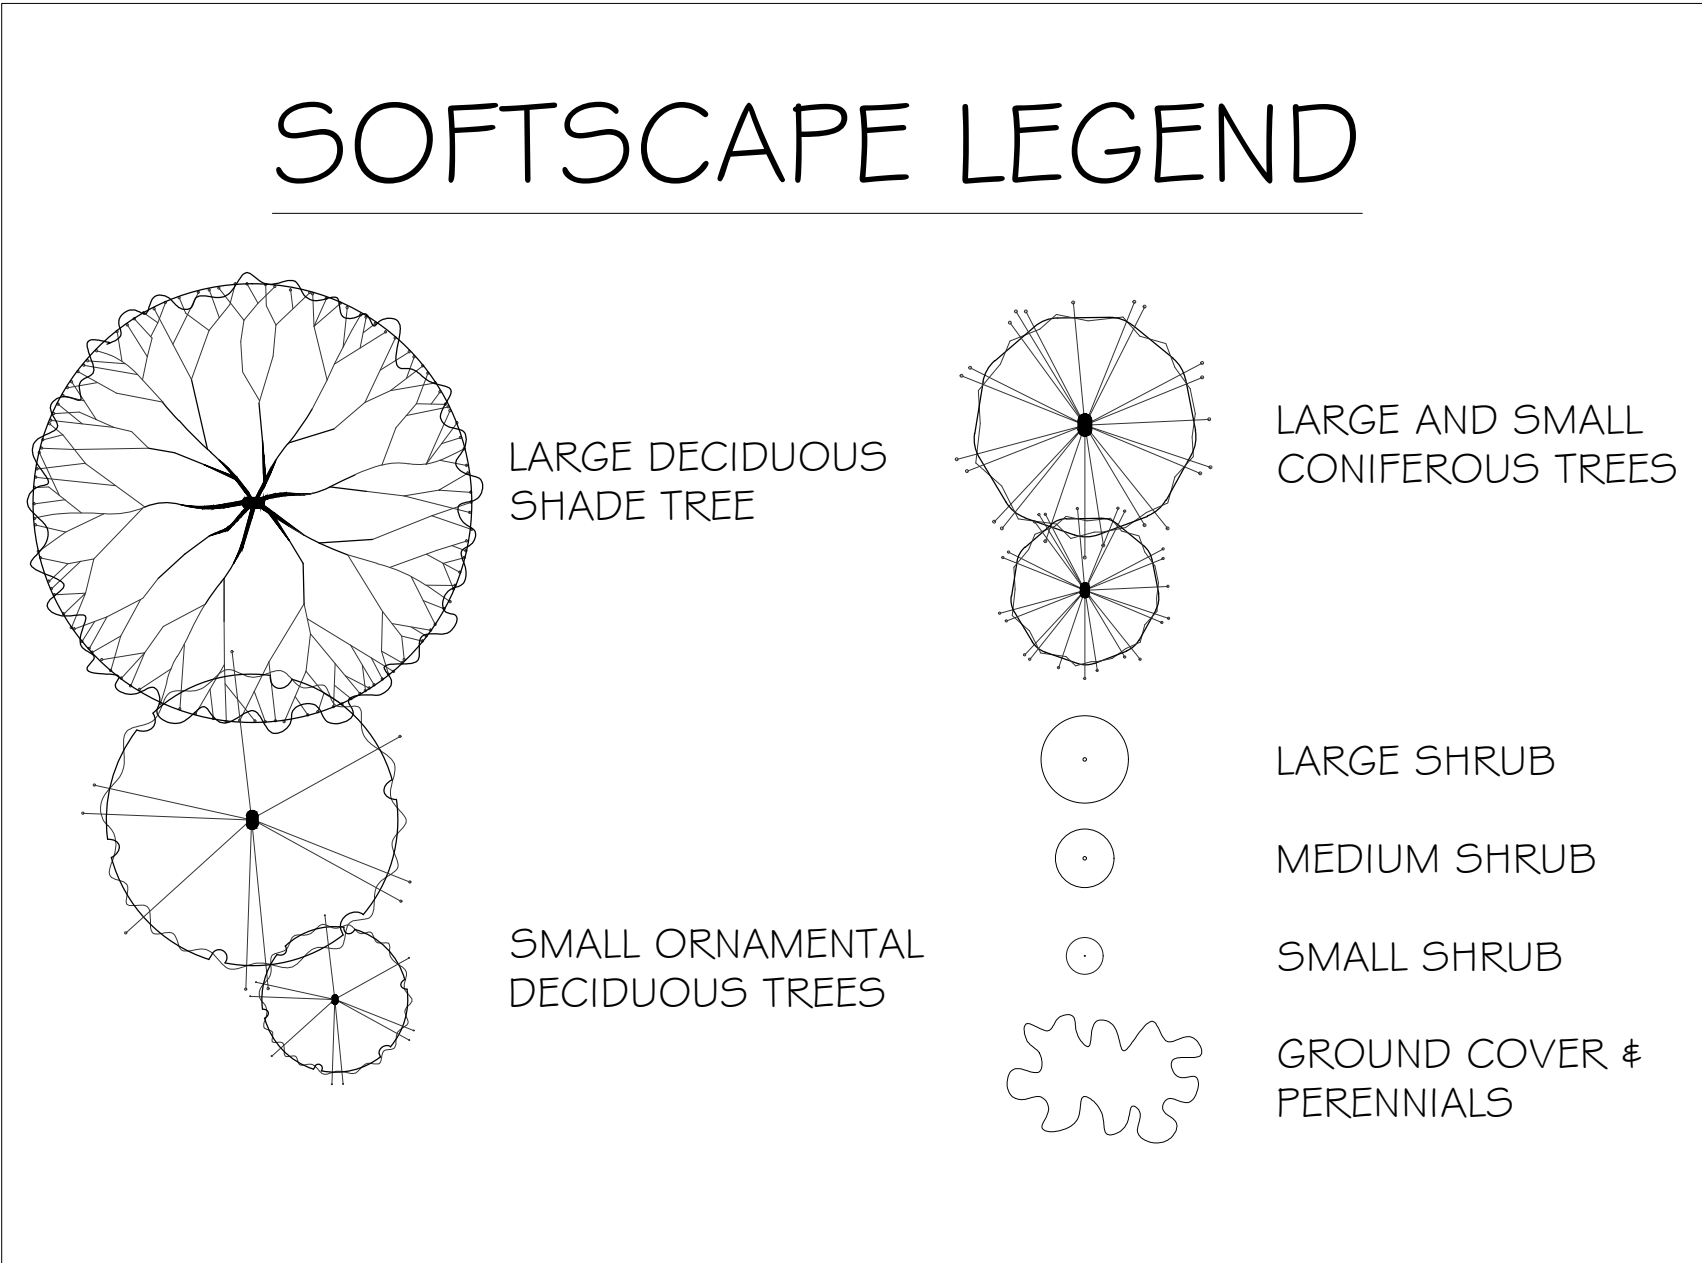 SOFTSCAPE LEGEND
LARGE DECIDUOUS
SHADE TREE
SMALL ORNAMENTAL
DECIDUOUS TREES
LARGE AND SMALL
CONIFEROUS TREES
LARGE SHRUB
MEDIUM SHRUB
SMALL SHRUB
GROUND COVER &
PERENNIALS